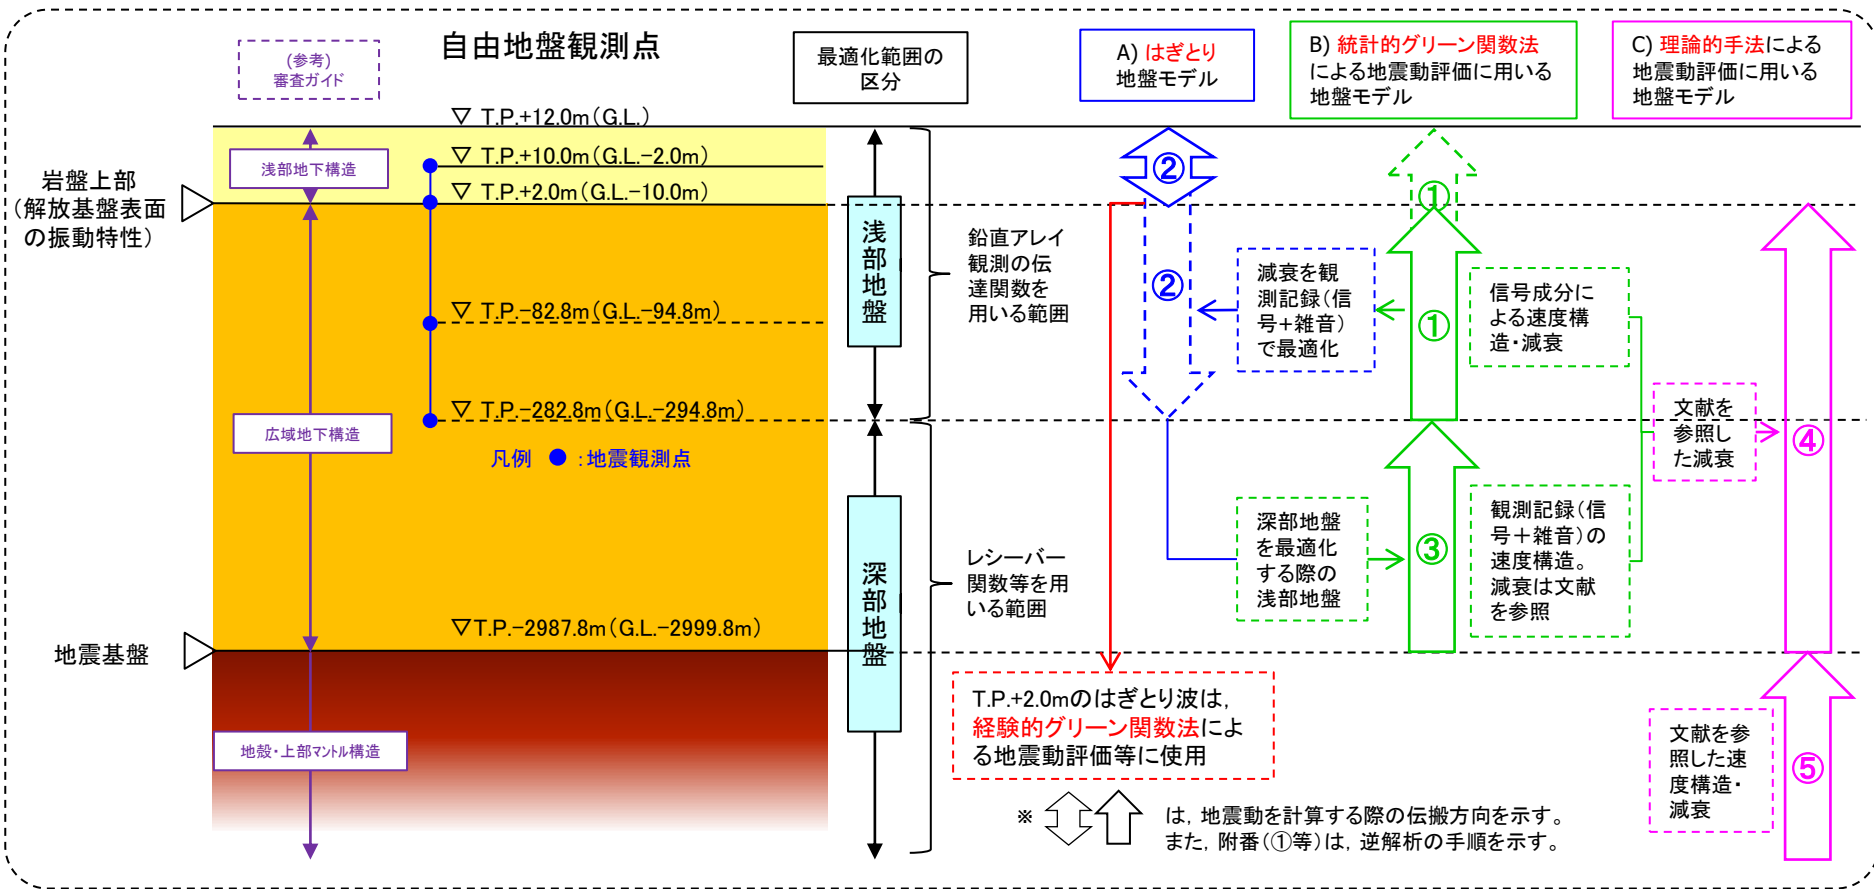 (参考)
審査ガイド
自由地盤観測点
最適化範囲の
区分
A) はぎとり
地盤モデル
B) 統計的グリーン関数法
による地震動評価に用いる
地盤モデル
C) 理論的手法による
地震動評価に用いる
地盤モデル
▽ T.P.+12.0m(G.L.)
▽ T.P.+10.0m(G.L.-2.0m)
▽ T.P.+2.0m(G.L.-10.0m)
▽ T.P.-82.8m(G.L.-94.8m)
▽ T.P.-282.8m(G.L.-294.8m)
凡例 ●:地震観測点
▽T.P.-2987.8m(G.L.-2999.8m)
岩盤上部
(解放基盤表面
の振動特性)
地震基盤
浅部地下構造
広域地下構造
地殻・上部マントル構造
浅部地盤
深部地盤
鉛直アレイ
観測の伝
達関数を
用いる範囲
レシーバー
関数等を用
いる範囲
②
②
減衰を観
測記録(信
号+雑音)
で最適化
①
①
信号成分に
よる速度構
造・減衰
深部地盤
を最適化
する際の
浅部地盤
③
観測記録(信
号+雑音)の
速度構造。
減衰は文献
を参照
文献を
参照し
た減衰
④
文献を参
照した速
度構造・
減衰
⑤
T.P.+2.0mのはぎとり波は,
経験的グリーン関数法によ
る地震動評価等に使用
※ は, 地震動を計算する際の伝搬方向を示す。
また, 附番(①等)は, 逆解析の手順を示す。